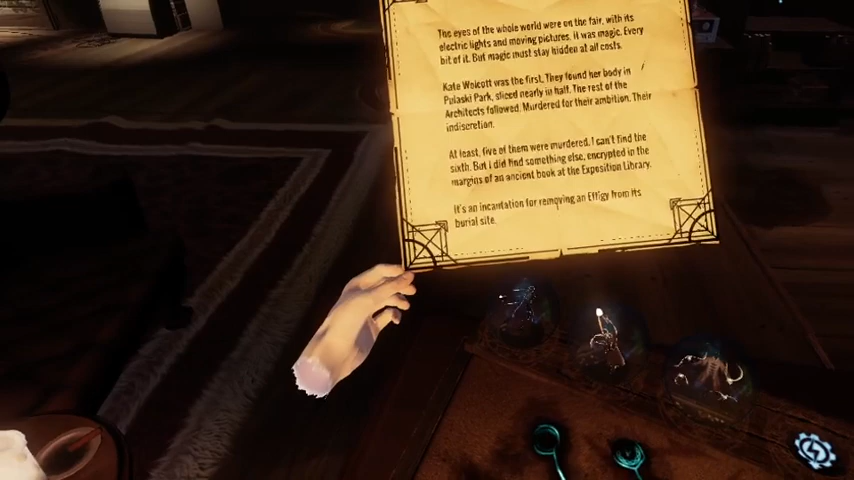 The eyes of the whole world were on the fair, with its
electric lights and moving pictures. It was magic. Every
bit of it. But magic must stay hidden at all costs.
Kate Wolcott was the first. They found her body in
Pulaski Park, sliced nearly in half. The rest of the
Architects followed. Murdered for their ambition. Their
indiscretion.
At least, five of them were murdered. I can't find the
sixth. But I did find something else, encrypted in the
margins of an ancient book at the Exposition Library.
It's an incantation for removing an Effigy from its
burial site.